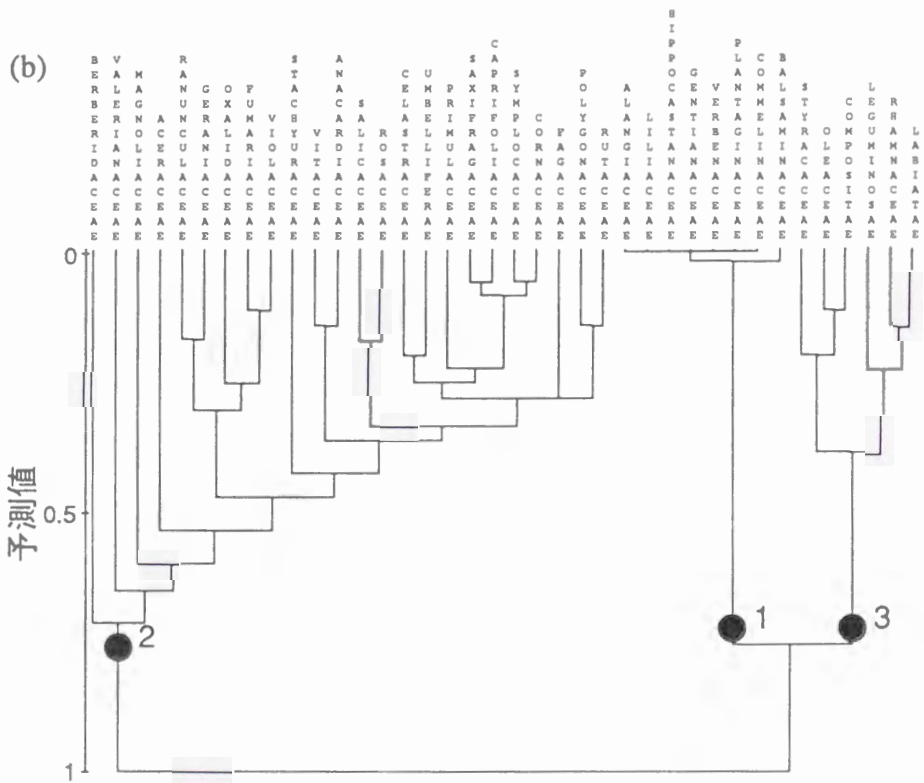 (b)
BERBERIDACEAE
VALERIANACEAE
MAGNOLIACEAE
ACERACEAE
RANUNCULACEAE
GERANIACEAE
OXALIDACEAE
FUMARIACEAE
VIOLACEAE
STACHYURACEAE
VITACEAE
ANACARDIACEAE
SALICACEAE
ROSACEAE
CELASTRACEAE
UMBELLIFERAE
PRIMULACEAE
SAXIFRAGACEAE
CAPRIFOLIACEAE
SYMPLOCACEAE
CORNACEAE
FAGACEAE
POLYGONACEAE
RUTACEAE
ALANGIACEAE
LILIACEAE
HIPPOCASTANACEAE
GENTIANACEAE
VERBENACEAE
PLANTAGINACEAE
COMMELINACEAE
BALSAMINACEAE
STYRACACEAE
OLEACEAE
COMPOSITAE
LEGUMINOSAE
RHAMNACEAE
LABIATAE
0
予測値
0.5
2
1
3
1